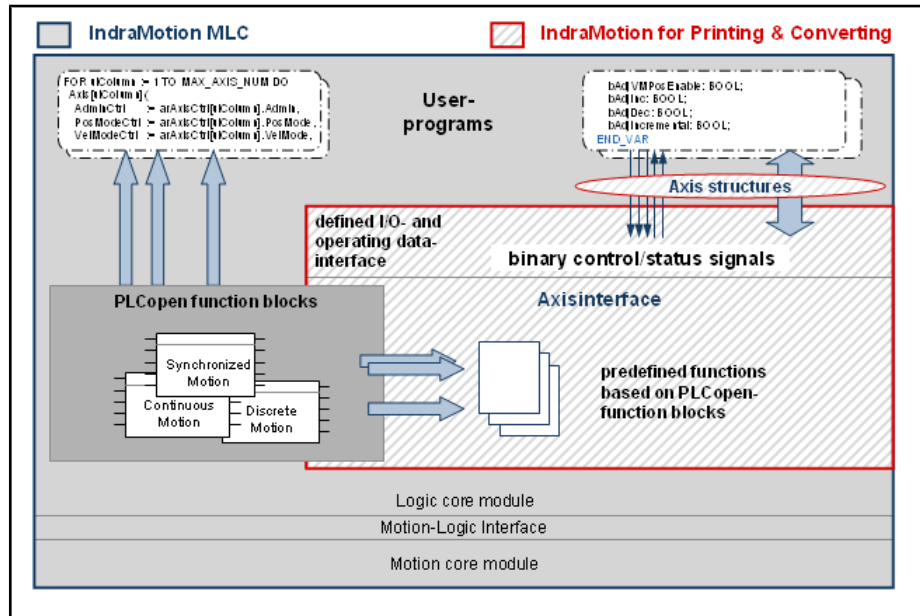 IndraMotion MLC
IndraMotion for Printing & Converting
FOR uiColumn := 1 TO MAX_AXIS_NUM DO
Axis[uiColumn](
AdminCtrl := arAxisCtrl[uiColumn].Admin,
PosModeCtrl := arAxisCtrl[uiColumn].PosMode,
VelModeCtrl := arAxisCtrl[uiColumn].VelMode,
User-
programs
bAdjVMPosEnable: BOOL;
bAdjInc: BOOL;
bAdjDec: BOOL;
bAdjIncremental: BOOL;
END_VAR
Axis structures
defined I/O- and
operating data-
interface
binary control/status signals
PLCopen function blocks
Axisinterface
Synchronized
Motion
Continuous
Motion
Discrete
Motion
predefined functions
based on PLCopen-
function blocks
Logic core module
Motion-Logic Interface
Motion core module